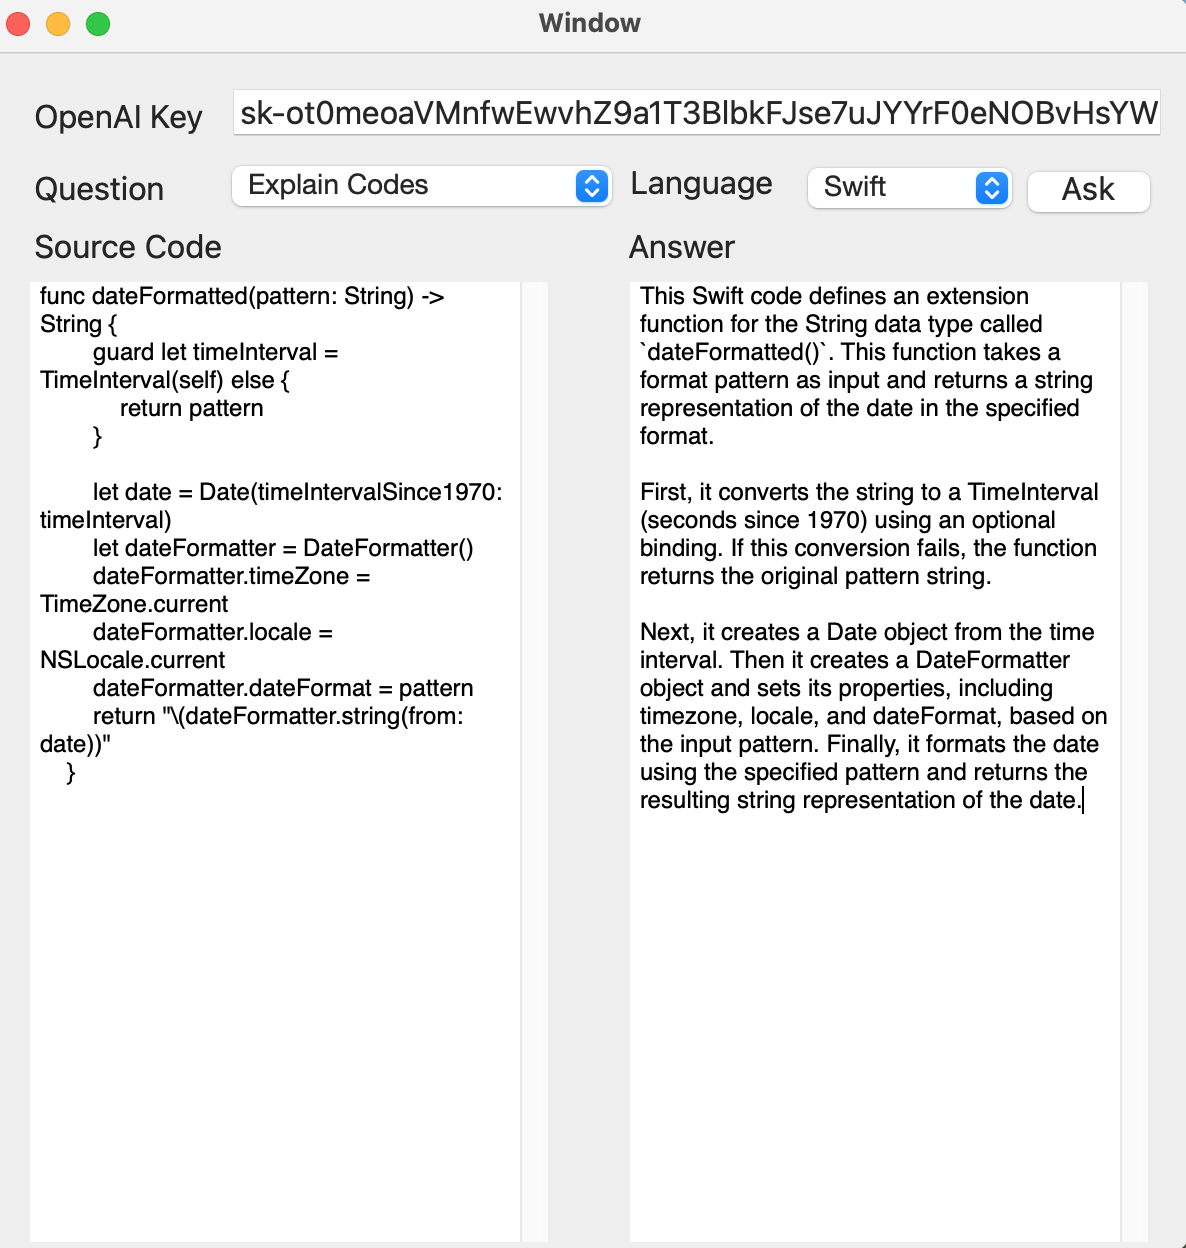 Window
OpenAI Key
sk-ot0meoaVMnfwEwvhZ9a1T3BlbkFJse7uJYYrF0eNOBvHsYW
Question
Explain Codes
Language
Swift
Ask
Source Code
func dateFormatted(pattern: String) ->
String {
guard let timeInterval =
TimeInterval(self) else {
return pattern
}
let date = Date(timeIntervalSince1970:
timeInterval)
let dateFormatter = DateFormatter()
dateFormatter.timeZone =
TimeZone.current
dateFormatter.locale =
NSLocale.current
dateFormatter.dateFormat = pattern
return "\(dateFormatter.string(from:
date))"
}
Answer
This Swift code defines an extension
function for the String data type called
`dateFormatted()`. This function takes a
format pattern as input and returns a string
representation of the date in the specified
format.
First, it converts the string to a TimeInterval
(seconds since 1970) using an optional
binding. If this conversion fails, the function
returns the original pattern string.
Next, it creates a Date object from the time
interval. Then it creates a DateFormatter
object and sets its properties, including
timezone, locale, and dateFormat, based on
the input pattern. Finally, it formats the date
using the specified pattern and returns the
resulting string representation of the date.